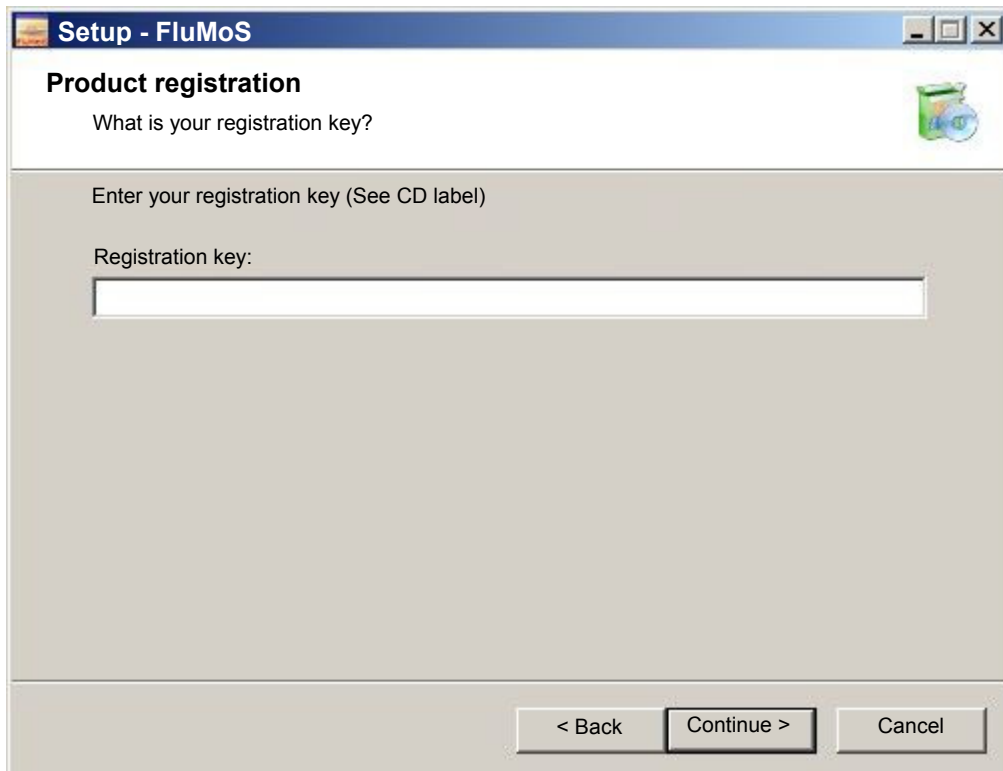 Setup - FluMoS
Product registration
What is your registration key?
Enter your registration key (See CD label)
Registration key:
< Back
Continue >
Cancel